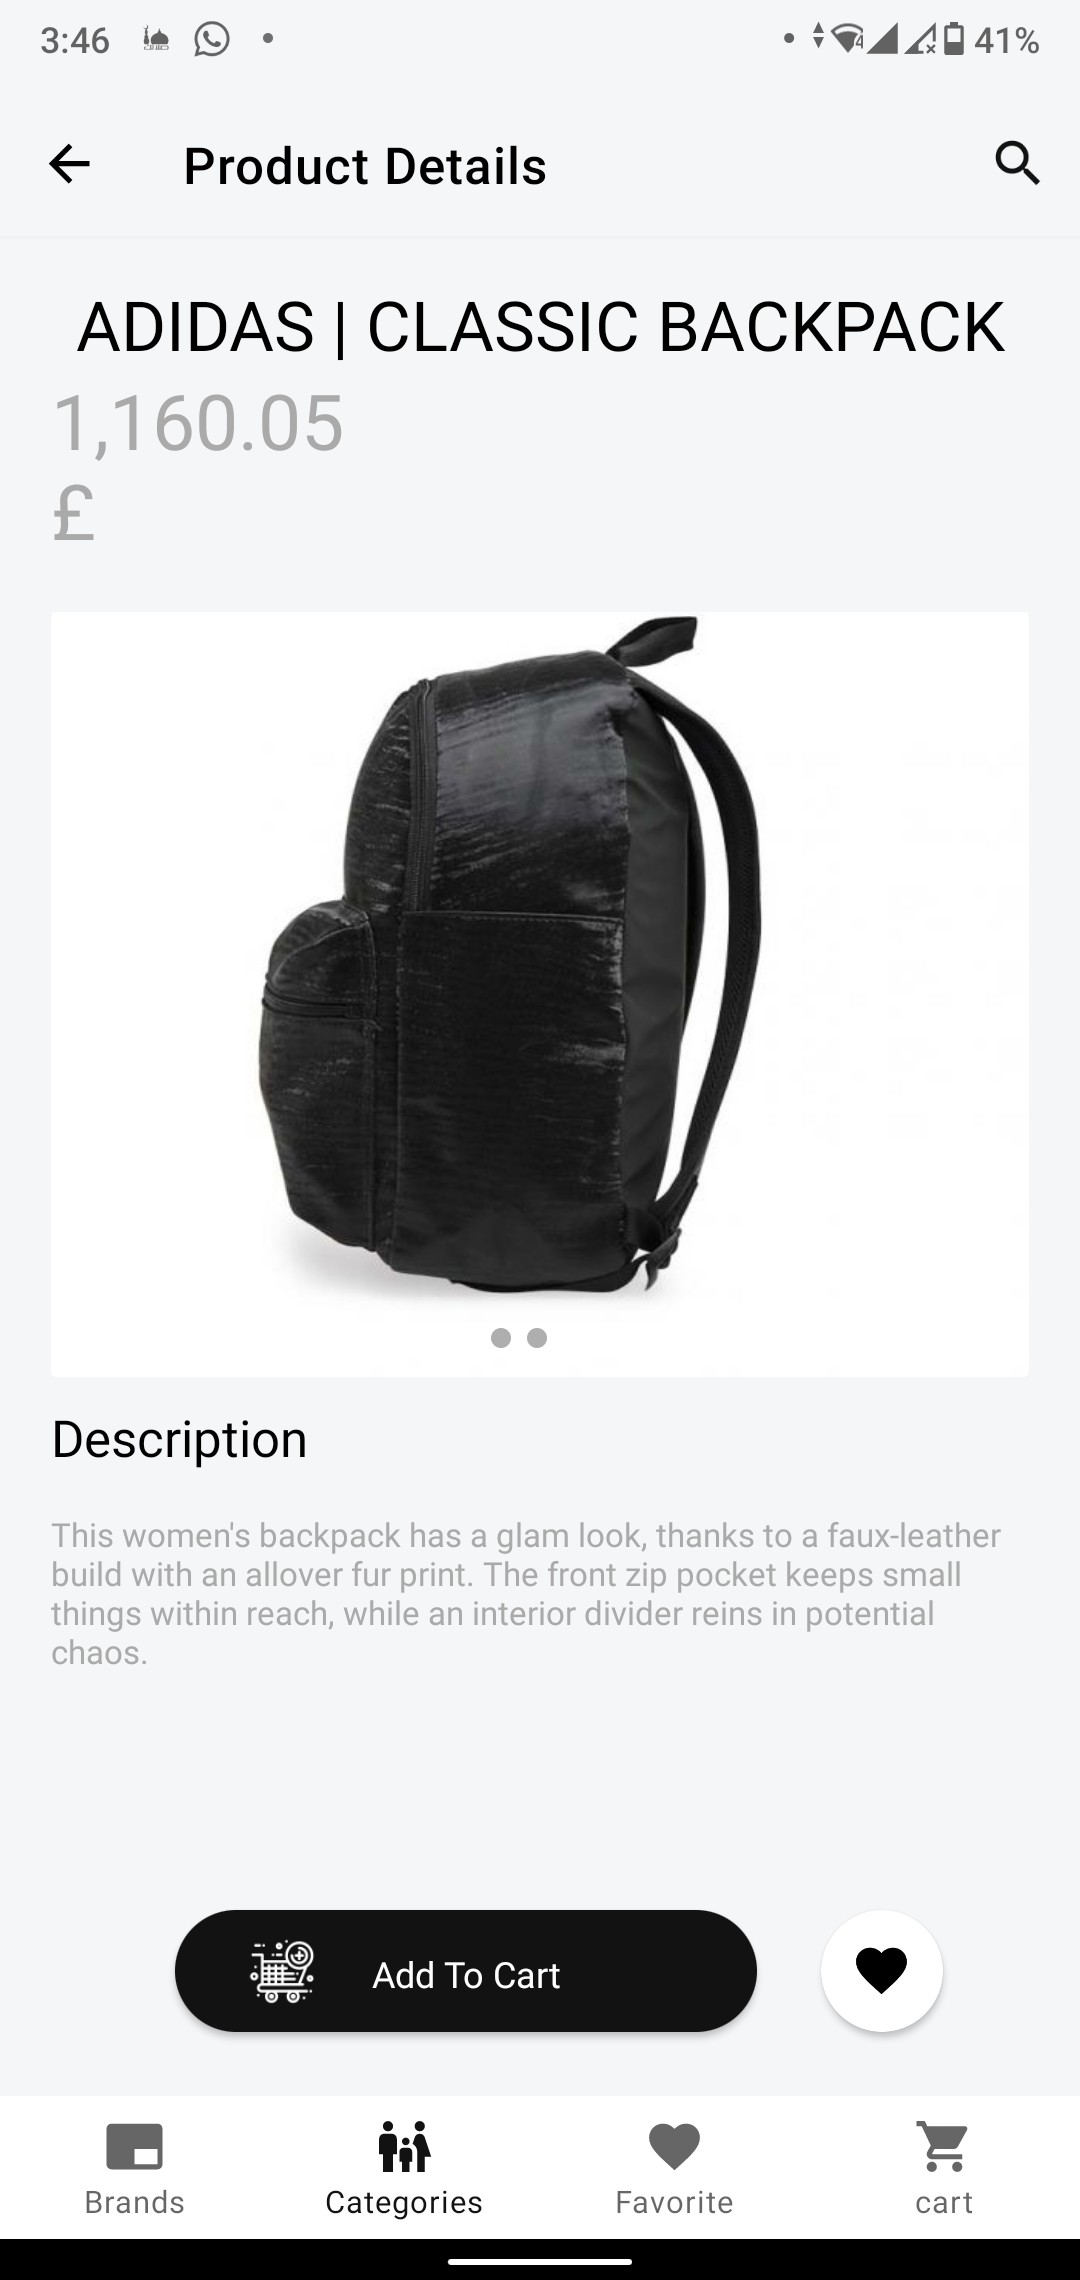 3:46 41%
Product Details
ADIDAS | CLASSIC BACKPACK
1,160.05
£
Description
This women's backpack has a glam look, thanks to a faux-leather
build with an allover fur print. The front zip pocket keeps small
things within reach, while an interior divider reins in potential
chaos.
Add To Cart
Brands Categories Favorite cart